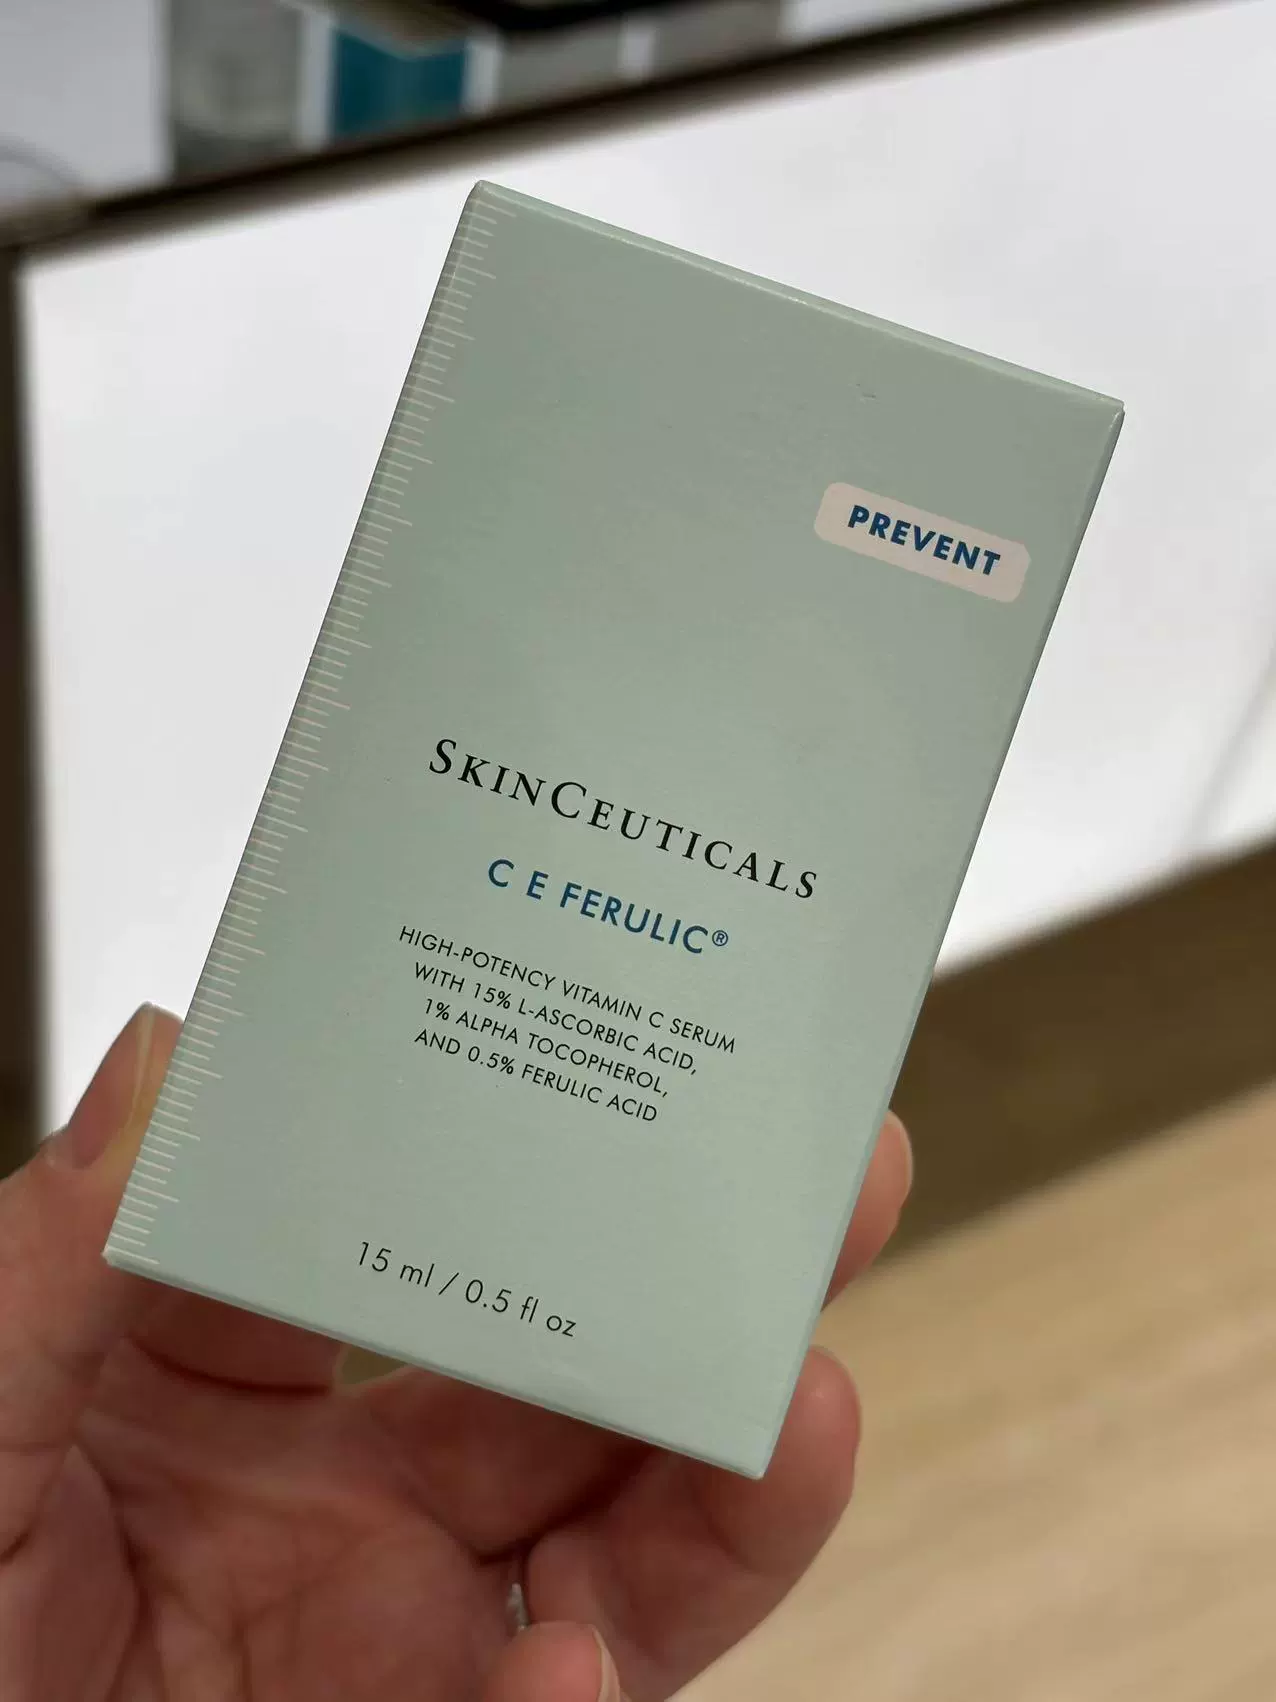 PREVENT
SKINCEUTICALS
C E FERULIC®
HIGH-POTENCY VITAMIN C SERUM
WITH 15% L-ASCORBIC ACID,
1% ALPHA TOCOPHEROL,
AND 0.5% FERULIC ACID
15 ml / 0.5 fl oz